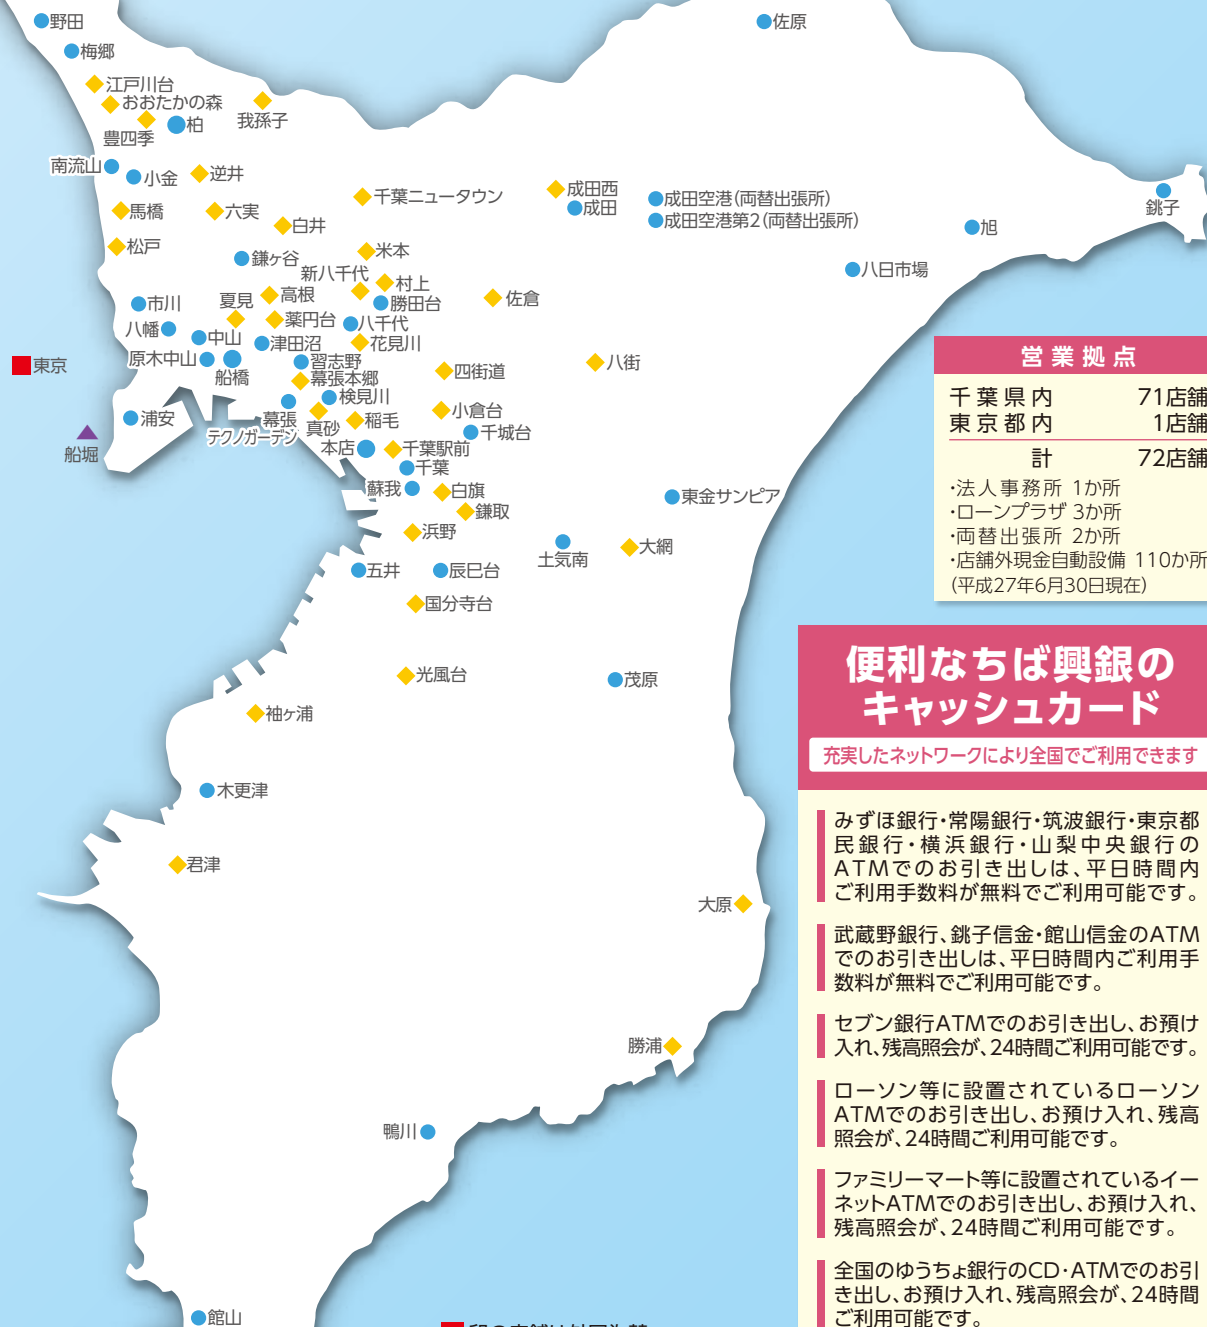 野田
佐原
梅郷
江戸川台
おおたかの森
我孫子
柏
豊四季
南流山
小金
逆井
千葉ニュータウン
成田西
成田
成田空港(両替出張所)
成田空港第2(両替出張所)
銚子
馬橋
六実
白井
旭
松戸
米本
鎌ヶ谷
新八千代
村上
八日市場
市川
夏見
高根
勝田台
佐倉
八幡
中山
薬円台
八千代
津田沼
花見川
原木中山
船橋
習志野
東京
幕張本郷
四街道
八街
検見川
浦安
幕張
テクノガーデン
真砂
稲毛
小倉台
千城台
船堀
本店
千葉駅前
千葉
蘇我
白旗
東金サンピア
鎌取
浜野
土気南
大網
五井
辰巳台
国分寺台
光風台
茂原
袖ヶ浦
木更津
君津
大原
勝浦
鴨川
館山
営業拠点
千葉県内 71店舗
東京都内 1店舗
計 72店舗
・法人事務所 1か所
・ローンプラザ 3か所
・両替出張所 2か所
・店舗外現金自動設備 110か所
(平成27年6月30日現在)
便利なちば興銀の
キャッシュカード
充実したネットワークにより全国でご利用できます
みずほ銀行・常陽銀行・筑波銀行・東京都
民銀行・横浜銀行・山梨中央銀行の
ATMでのお引き出しは、平日時間内
ご利用手数料が無料でご利用可能です。
武蔵野銀行、銚子信金・館山信金のATM
でのお引き出しは、平日時間内ご利用手
数料が無料でご利用可能です。
セブン銀行ATMでのお引き出し、お預け
入れ、残高照会が、24時間ご利用可能です。
ローソン等に設置されているローソン
ATMでのお引き出し、お預け入れ、残高
照会が、24時間ご利用可能です。
ファミリーマート等に設置されているイー
ネットATMでのお引き出し、お預け入れ、
残高照会が、24時間ご利用可能です。
全国のゆうちょ銀行のCD・ATMでのお引
き出し、お預け入れ、残高照会が、24時間
ご利用可能です。